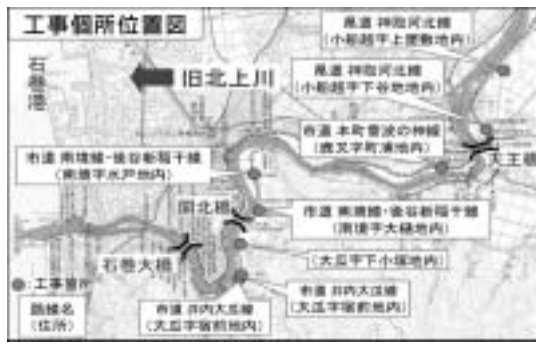 工事個所位置図
石巻港
旧北上川
県道 神取河北線
(小船越字上屋敷地内)
県道 神取河北線
(小船越字下谷地地内)
市道 本町雷波の神線
(鹿又字町浦地内)
天王橋
市道 南境線・後谷新稲干線
(南境字水戸地内)
開北橋
市道 南境線・後谷新稲干線
(南境字大樋地内)
石巻大橋
(大瓜字下小塚地内)
市道 井内大瓜線
(大瓜字宿前地内)
市道 井内大瓜線
(大瓜字宿前地内)
:工事箇所
路線名
(住所)